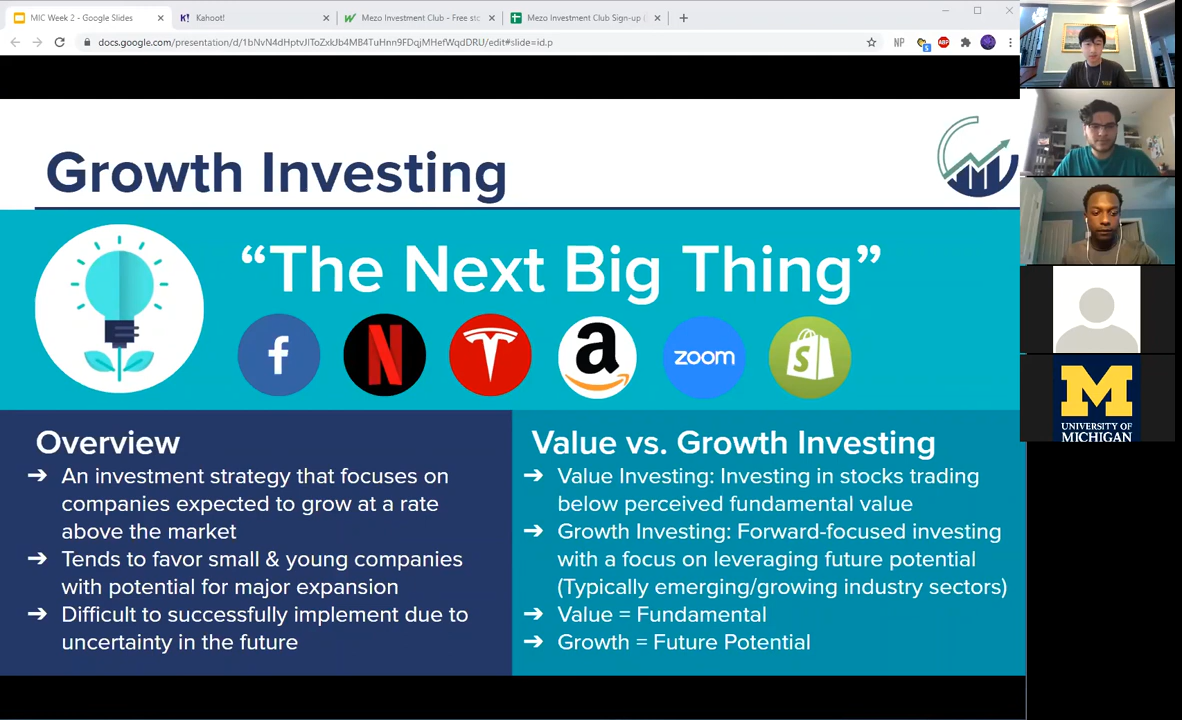 MIC Week 2 - Google Slides
Kahoot!
Mezo Investment Club - Free stc
Mezo Investment Club Sign-up
docs.google.com/presentation/d/1bNvN4dHptvJlToZxkJb4MB4TuHnn9FDqjMHefWqdDRU/edit#slide=id.p
NP
ABP
Growth Investing
“The Next Big Thing”
f
N
T
a
zoom
S
Overview
➔ An investment strategy that focuses on
companies expected to grow at a rate
above the market
➔ Tends to favor small & young companies
with potential for major expansion
➔ Difficult to successfully implement due to
uncertainty in the future
Value vs. Growth Investing
➔ Value Investing: Investing in stocks trading
below perceived fundamental value
➔ Growth Investing: Forward-focused investing
with a focus on leveraging future potential
(Typically emerging/growing industry sectors)
➔ Value = Fundamental
➔ Growth = Future Potential
M
UNIVERSITY OF
MICHIGAN